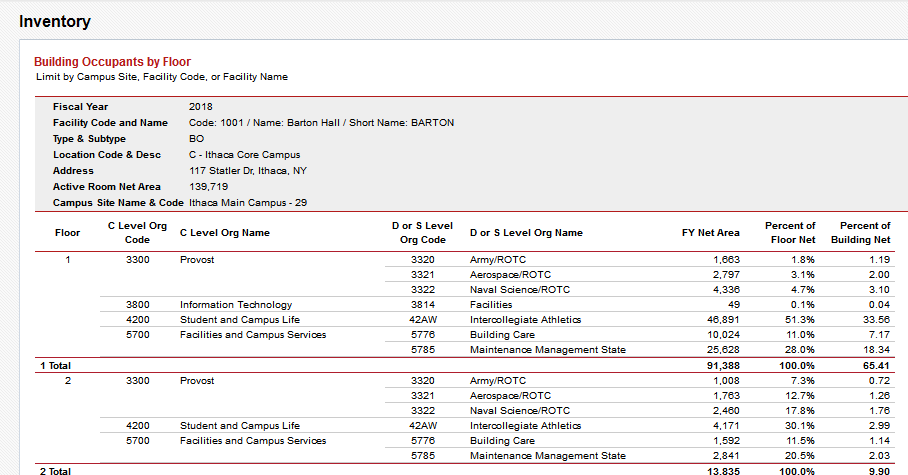 Inventory
Building Occupants by Floor
Limit by Campus Site, Facility Code, or Facility Name
Fiscal Year 2018
Facility Code and Name Code: 1001 / Name: Barton Hall / Short Name: BARTON
Type & Subtype BO
Location Code & Desc C - Ithaca Core Campus
Address 117 Statler Dr, Ithaca, NY
Active Room Net Area 139,719
Campus Site Name & Code Ithaca Main Campus - 29
Floor C Level Org Code C Level Org Name D or S Level Org Code D or S Level Org Name FY Net Area Percent of Floor Net Percent of Building Net
1 3300 Provost 3320 Army/ROTC 1,663 1.8% 1.19
3321 Aerospace/ROTC 2,797 3.1% 2.00
3322 Naval Science/ROTC 4,336 4.7% 3.10
3800 Information Technology 3814 Facilities 49 0.1% 0.04
4200 Student and Campus Life 42AW Intercollegiate Athletics 46,891 51.3% 33.56
5700 Facilities and Campus Services 5776 Building Care 10,024 11.0% 7.17
5785 Maintenance Management State 25,628 28.0% 18.34
1 Total 91,388 100.0% 65.41
2 3300 Provost 3320 Army/ROTC 1,008 7.3% 0.72
3321 Aerospace/ROTC 1,763 12.7% 1.26
3322 Naval Science/ROTC 2,460 17.8% 1.76
4200 Student and Campus Life 42AW Intercollegiate Athletics 4,171 30.1% 2.99
5700 Facilities and Campus Services 5776 Building Care 1,592 11.5% 1.14
5785 Maintenance Management State 2,841 20.5% 2.03
2 Total 13,835 100.0% 9.90